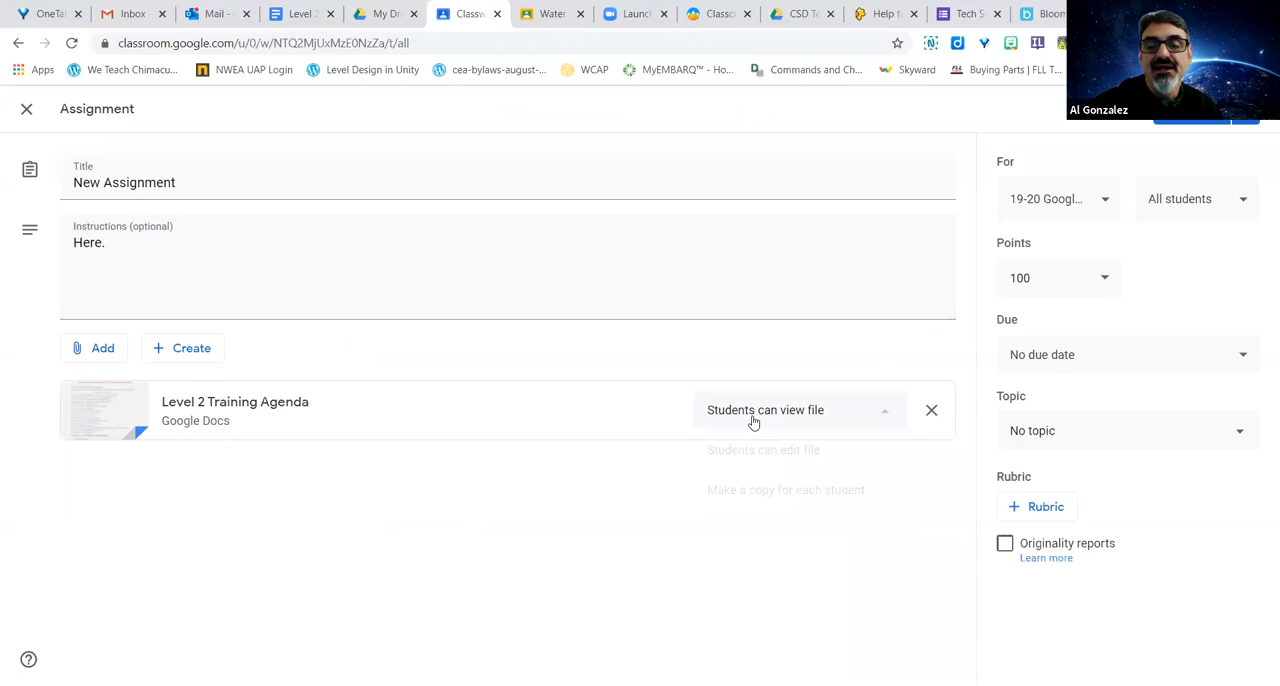 OneTa
Inbox
Mail -
Level 2
My Dri
Classw
Water
Launc
Classc
CSD Te
Help f
Tech S
Bloon
classroom.google.com/u/0/w/NTQ2MjUxMzE0NzZa/t/all
Apps
We Teach Chimacu...
NWEA UAP Login
Level Design in Unity
cea-bylaws-august-...
WCAP
MyEMBARQ™ - Ho...
Commands and Ch...
Skyward
Buying Parts | FLL T...
Al Gonzalez
Assignment
Title
New Assignment
Instructions (optional)
Here.
Add
Create
Level 2 Training Agenda
Google Docs
Students can view file
Students can edit file
Make a copy for each student
For
19-20 Googl...
All students
Points
100
Due
No due date
Topic
No topic
Rubric
Rubric
Originality reports
Learn more